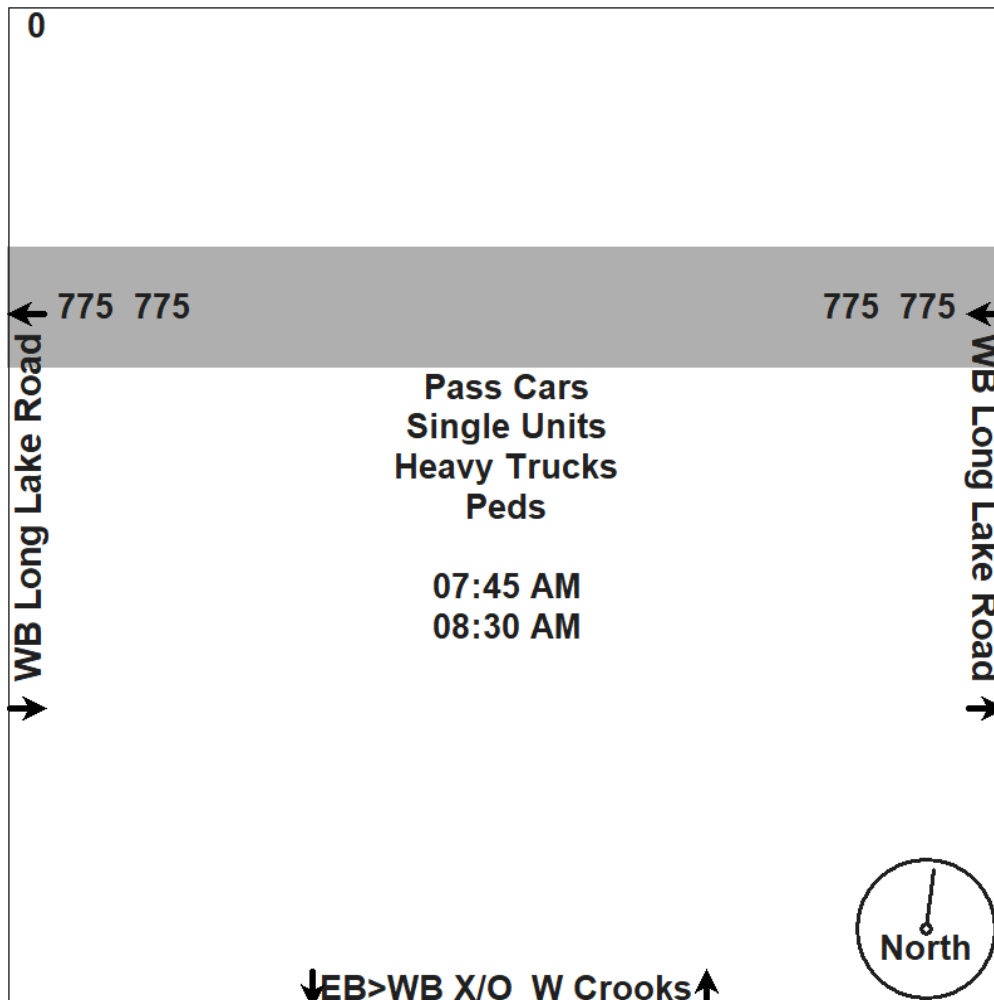 0
775 775
775 775
WB Long Lake Road
WB Long Lake Road
Pass Cars
Single Units
Heavy Trucks
Peds
07:45 AM
08:30 AM
North
EB>WB X/O W Crooks